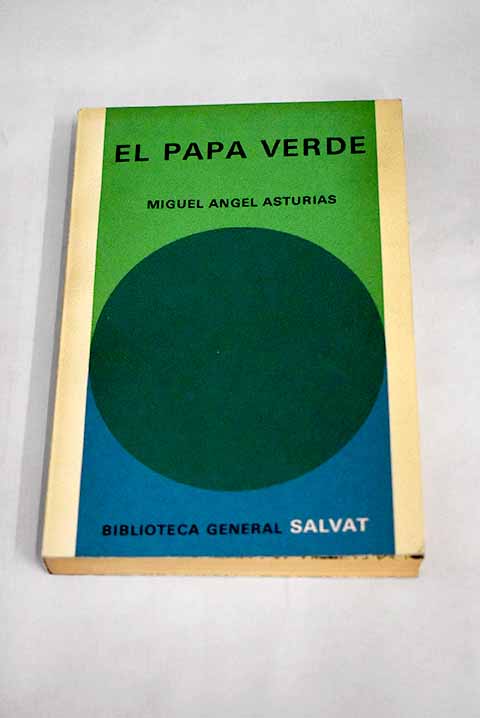 EL PAPA VERDE
MIGUEL ANGEL ASTURIAS
BIBLIOTECA GENERAL SALVAT